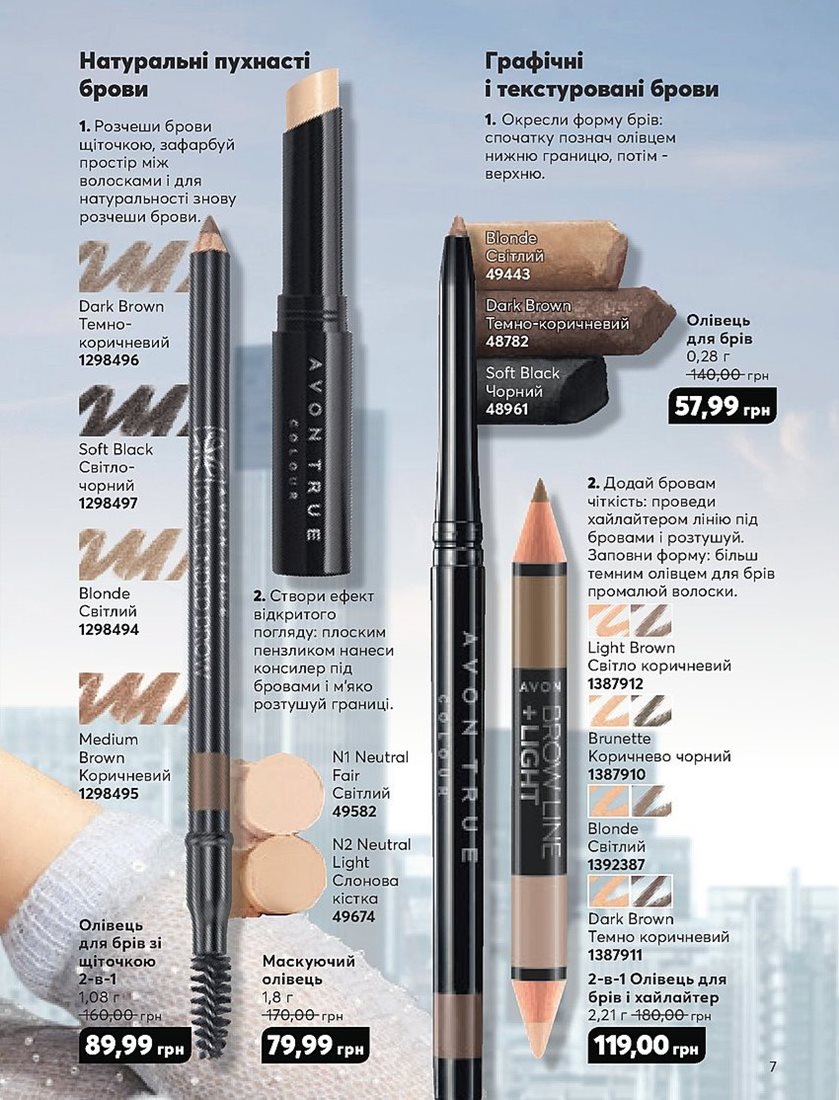 Натуральні пухнасті
брови
1. Розчеши брови
щіточкою, зафарбуй
простір між
волосками і для
натуральності знову
розчеши брови.
Dark Brown
Темно-
коричневий
1298496
Soft Black
Світло-
чорний
1298497
Blonde
Світлий
1298494
Medium
Brown
Коричневий
1298495
Олівець
для брів зі
щіточкою
2-в-1
1,08 г
160,00 грн
89,99 грн
AVON TRUE
COLOUR
2. Створи ефект
відкритого
погляду: плоским
пензликом нанеси
консилер під
бровами і м'яко
розтушуй границі.
N1 Neutral
Fair
Світлий
49582
N2 Neutral
Light
Слонова
кістка
49674
Маскуючий
олівець
1,8 г
170,00 грн
79,99 грн
Графічні
і текстуровані брови
1. Окресли форму брів:
спочатку познач олівцем
нижню границю, потім -
верхню.
Blonde
Світлий
49443
Dark Brown
Темно-коричневий
48782
Soft Black
Чорний
48961
Олівець
для брів
0,28 г
140,00 грн
57,99 грн
AVON TRUE
COLOUR
2. Додай бровам
чіткість: проведи
хайлайтером лінію під
бровами і розтушуй.
Заповни форму: більш
темним олівцем для брів
промалюй волоски.
AVON
BROW LINE
+ LIGHT
Light Brown
Світло коричневий
1387912
Brunette
Коричнево чорний
1387910
Blonde
Світлий
1392387
Dark Brown
Темно коричневий
1387911
2-в-1 Олівець для
брів і хайлайтер
2,21 г 180,00 грн
119,00 грн
7